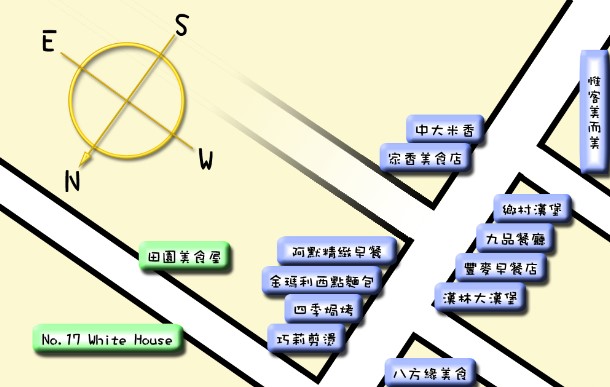 S
E
W
N
惟客美而美
中大米香
家香美食店
鄉村漢堡
九品餐廳
豐麥早餐店
漢林大漢堡
田園美食屋
阿默精緻早餐
金瑪利西點麵包
四季焗烤
巧莉剪燙
No.17 White House
八方緣美食